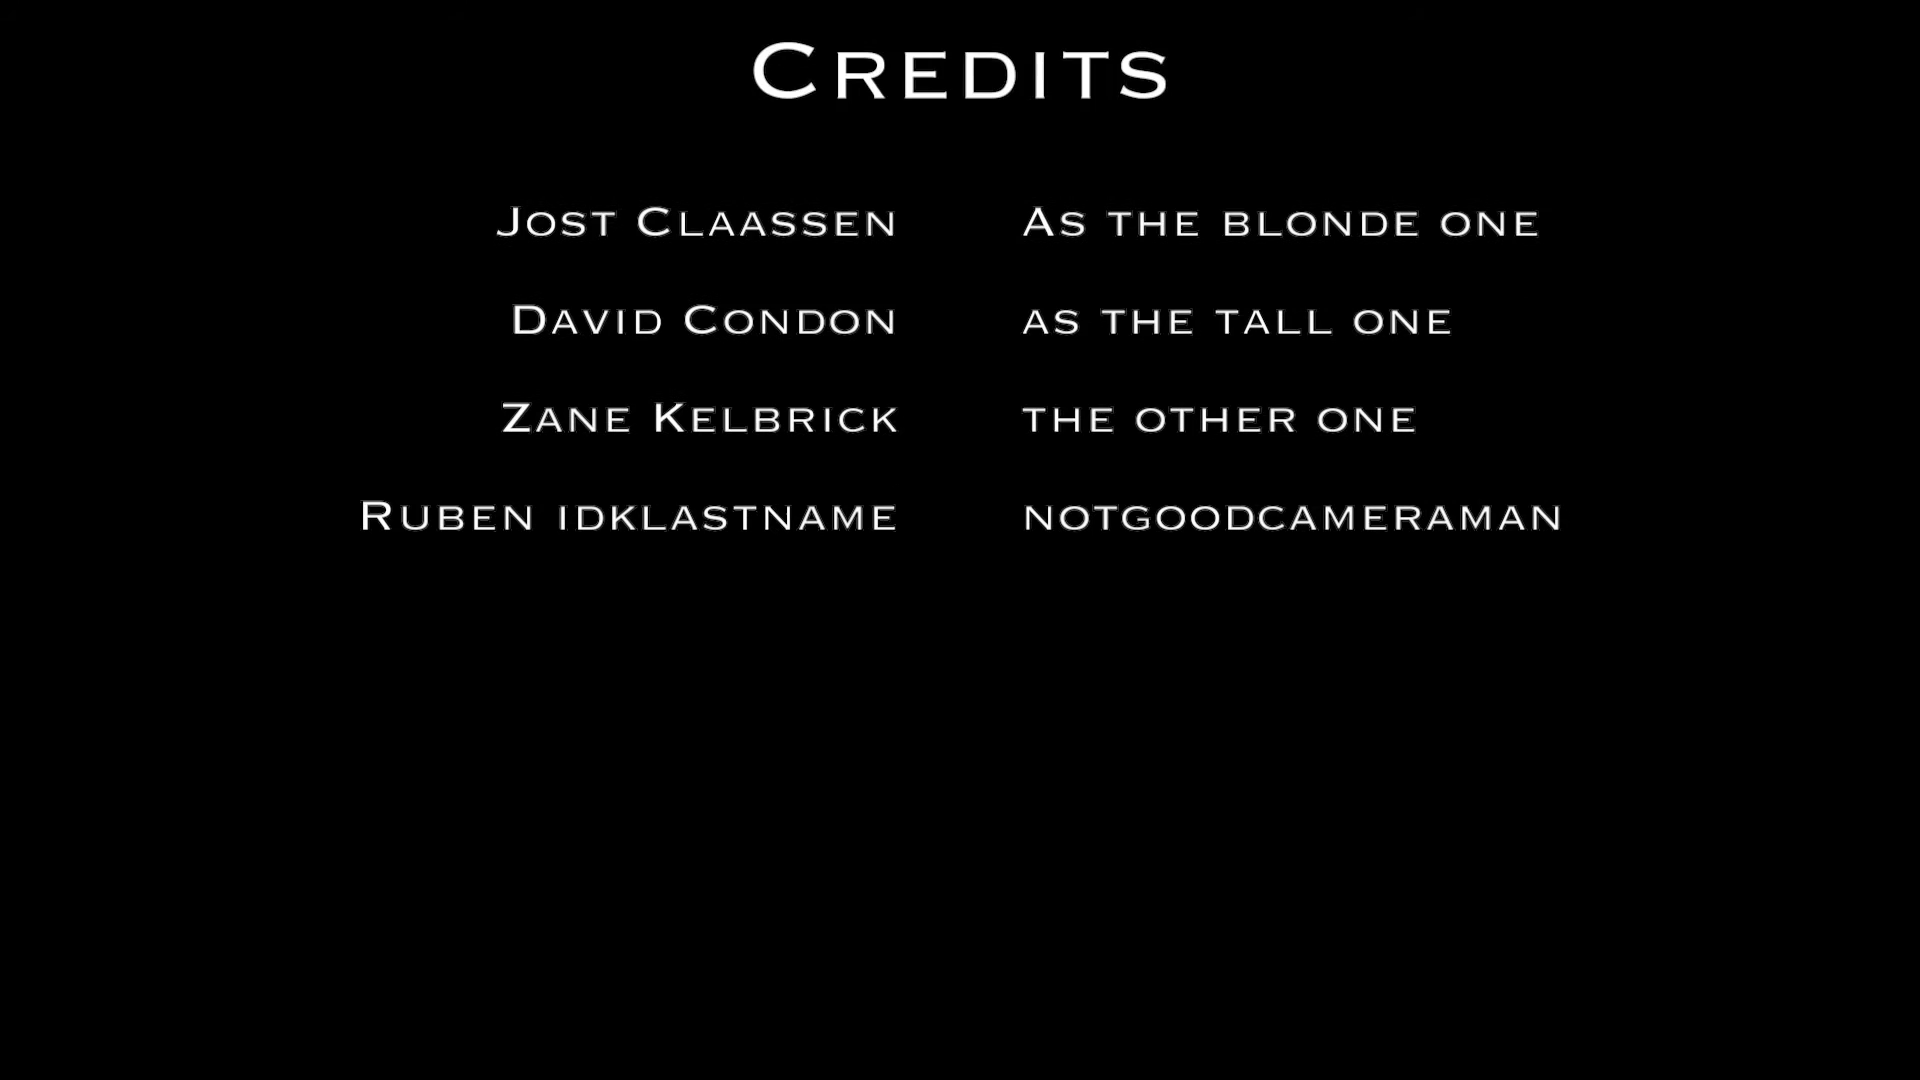 Credits
Jost Claassen As the blonde one
David Condon as the tall one
Zane Kelbrick the other one
Ruben idklastname notgoodcameraman